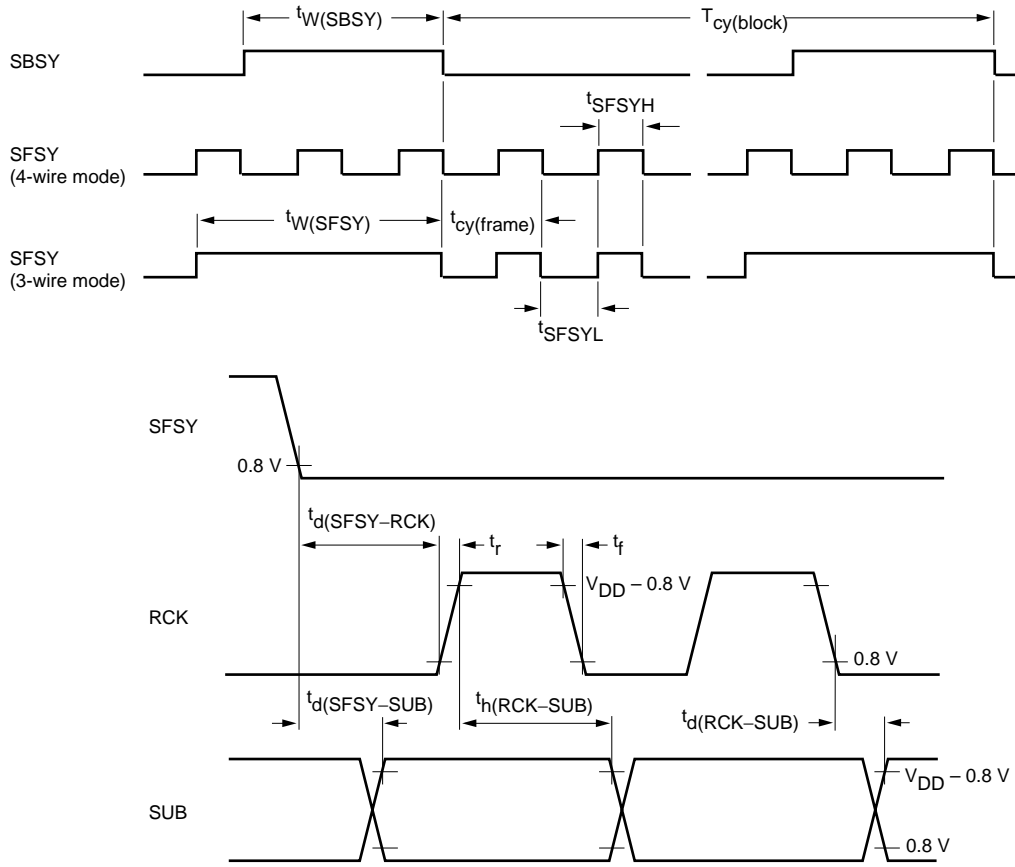 tW(SBSY)
Tcy(block)
SBSY
tSFSYH
SFSY
(4-wire mode)
tW(SFSY)
tcy(frame)
SFSY
(3-wire mode)
tSFSYL
SFSY
0.8 V
td(SFSY–RCK)
tr
tf
VDD – 0.8 V
RCK
0.8 V
td(SFSY–SUB)
th(RCK–SUB)
td(RCK–SUB)
VDD – 0.8 V
SUB
0.8 V